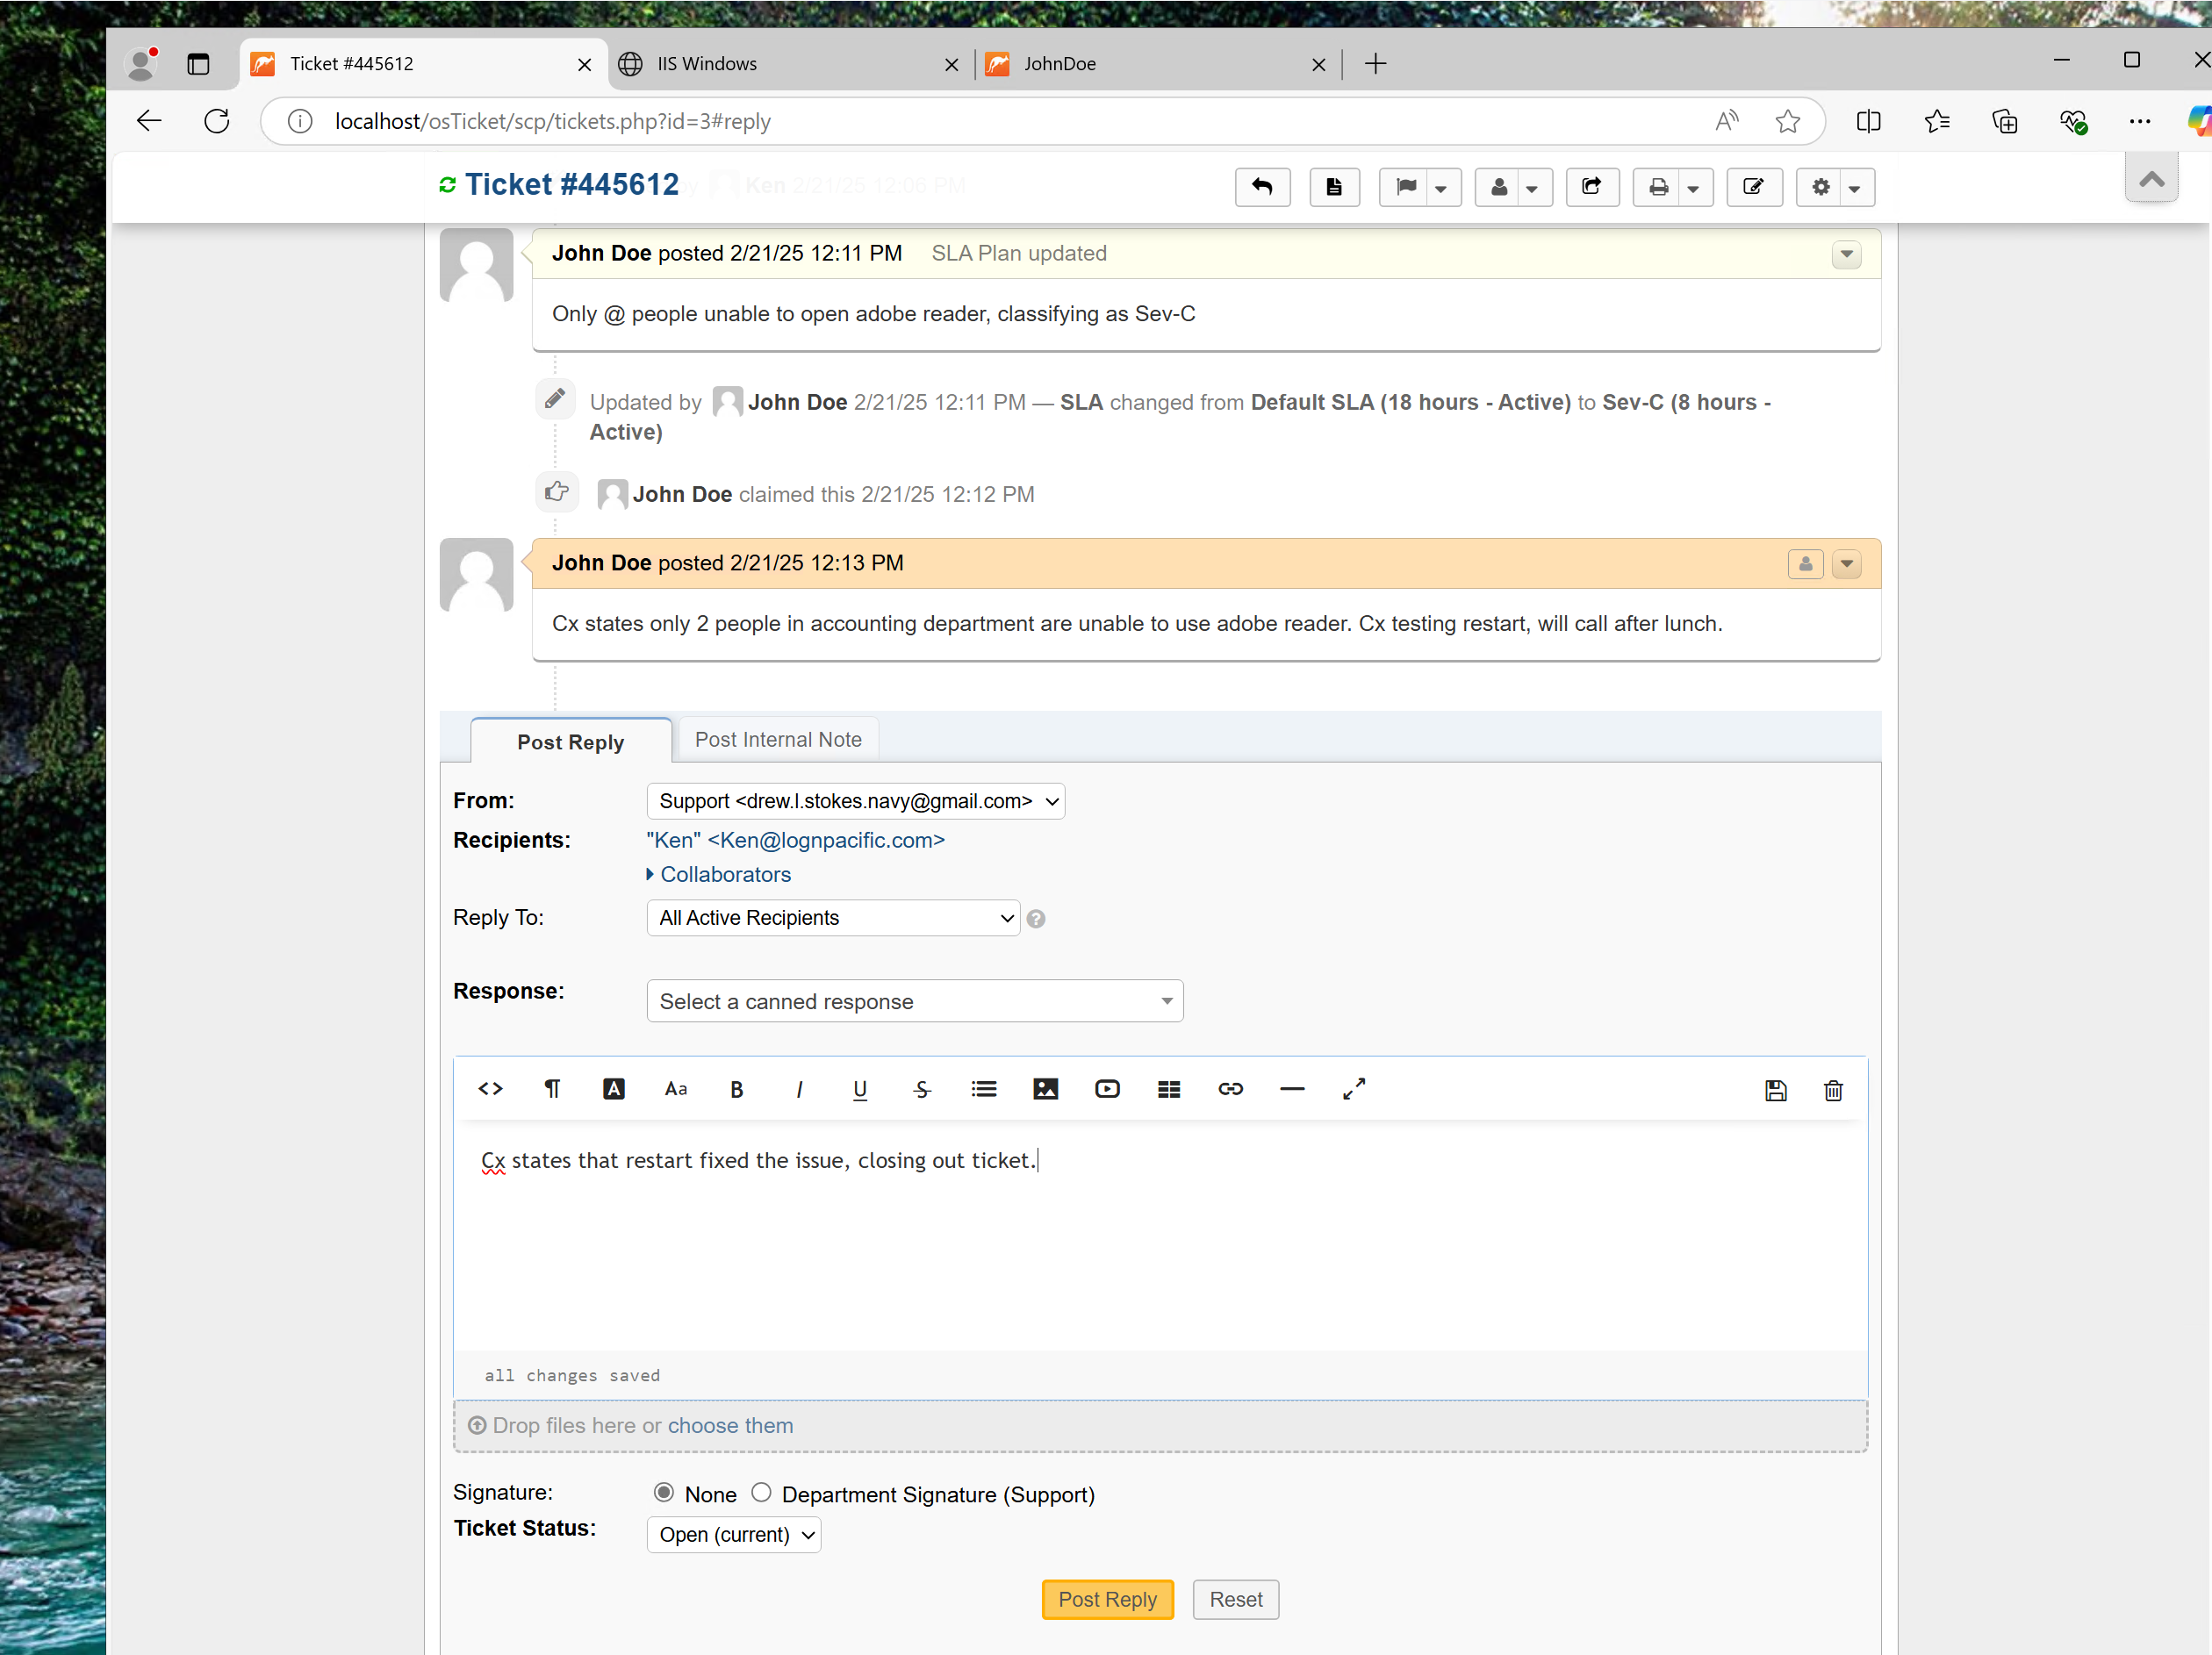 Ticket #445612
IIS Windows
JohnDoe
localhost/osTicket/scp/tickets.php?id=3#reply
Ticket #445612
Ken 2/21/25 12:06 PM
John Doe posted 2/21/25 12:11 PM SLA Plan updated
Only @ people unable to open adobe reader, classifying as Sev-C
Updated by John Doe 2/21/25 12:11 PM — SLA changed from Default SLA (18 hours - Active) to Sev-C (8 hours -
Active)
John Doe claimed this 2/21/25 12:12 PM
John Doe posted 2/21/25 12:13 PM
Cx states only 2 people in accounting department are unable to use adobe reader. Cx testing restart, will call after lunch.
Post Reply
Post Internal Note
From: Support <drew.l.stokes.navy@gmail.com>
Recipients: "Ken" <Ken@lognpacific.com>
Collaborators
Reply To: All Active Recipients
Response: Select a canned response
Cx states that restart fixed the issue, closing out ticket.
all changes saved
Drop files here or choose them
Signature: None Department Signature (Support)
Ticket Status: Open (current)
Post Reply Reset